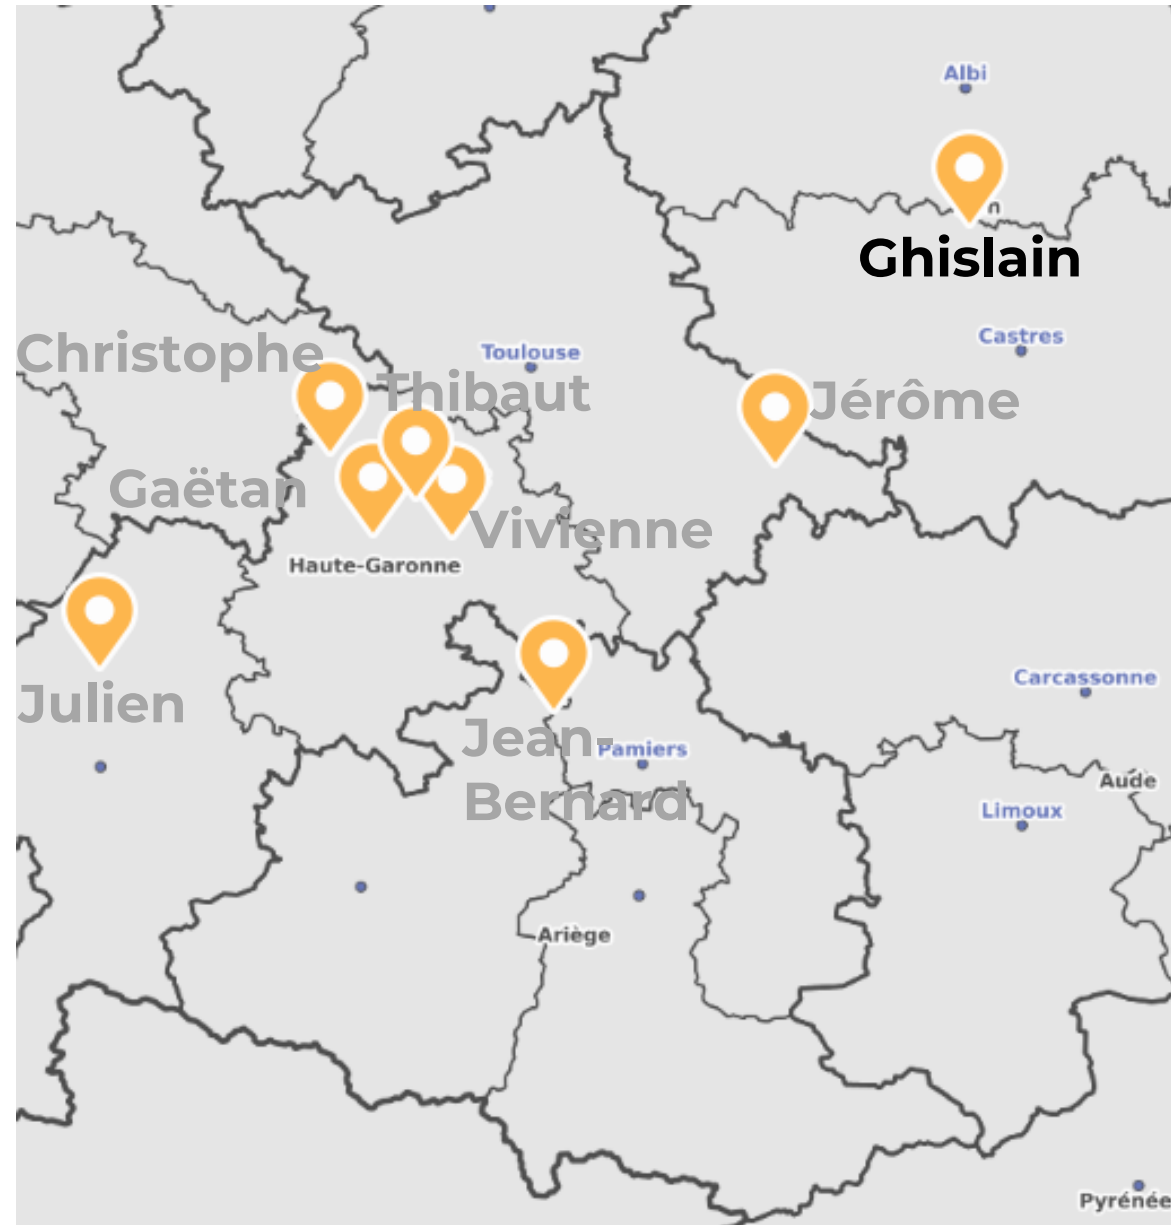 Albi
n
Ghislain
Castres
Christophe
Toulouse
Thibaut
Jérôme
Gaëtan
Vivienne
Haute-Garonne
Carcassonne
Julien
Jean-
Bernard
Pamiers
Aude
Limoux
Ariège
Pyrénée